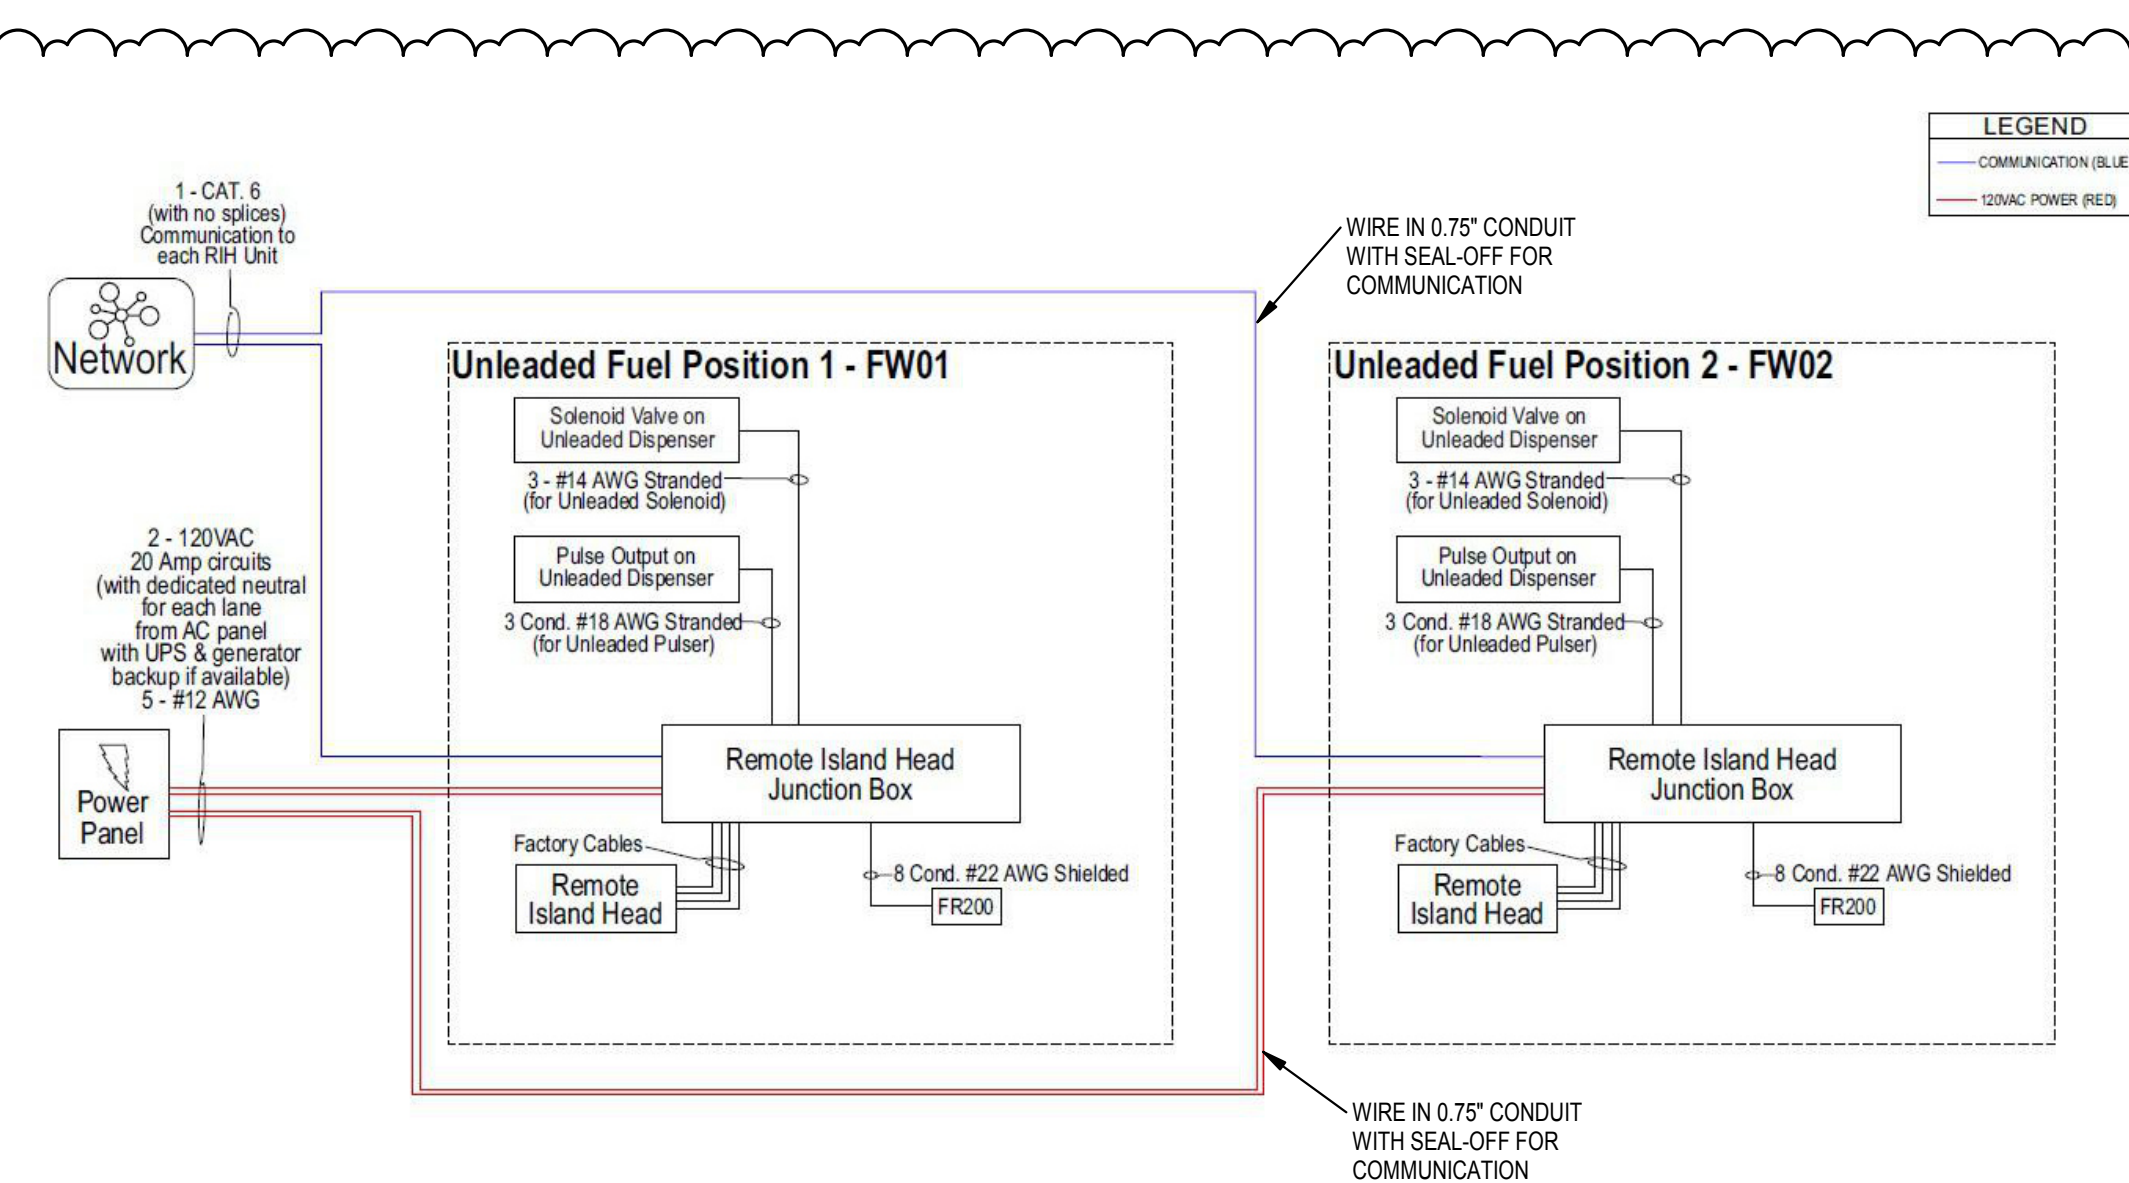 LEGEND
COMMUNICATION (BLUE
120VAC POWER (RED)
1 - CAT. 6
(with no splices)
Communication to
each RIH Unit
Network
WIRE IN 0.75" CONDUIT
WITH SEAL-OFF FOR
COMMUNICATION
2 - 120VAC
20 Amp circuits
(with dedicated neutral
for each lane
from AC panel
with UPS & generator
backup if available)
5 - #12 AWG
Power
Panel
Unleaded Fuel Position 1 - FW01
Solenoid Valve on
Unleaded Dispenser
3 - #14 AWG Stranded
(for Unleaded Solenoid)
Pulse Output on
Unleaded Dispenser
3 Cond. #18 AWG Stranded
(for Unleaded Pulser)
Remote Island Head
Junction Box
Factory Cables
Remote
Island Head
8 Cond. #22 AWG Shielded
FR200
Unleaded Fuel Position 2 - FW02
Solenoid Valve on
Unleaded Dispenser
3 - #14 AWG Stranded
(for Unleaded Solenoid)
Pulse Output on
Unleaded Dispenser
3 Cond. #18 AWG Stranded
(for Unleaded Pulser)
Remote Island Head
Junction Box
Factory Cables
Remote
Island Head
8 Cond. #22 AWG Shielded
FR200
WIRE IN 0.75" CONDUIT
WITH SEAL-OFF FOR
COMMUNICATION